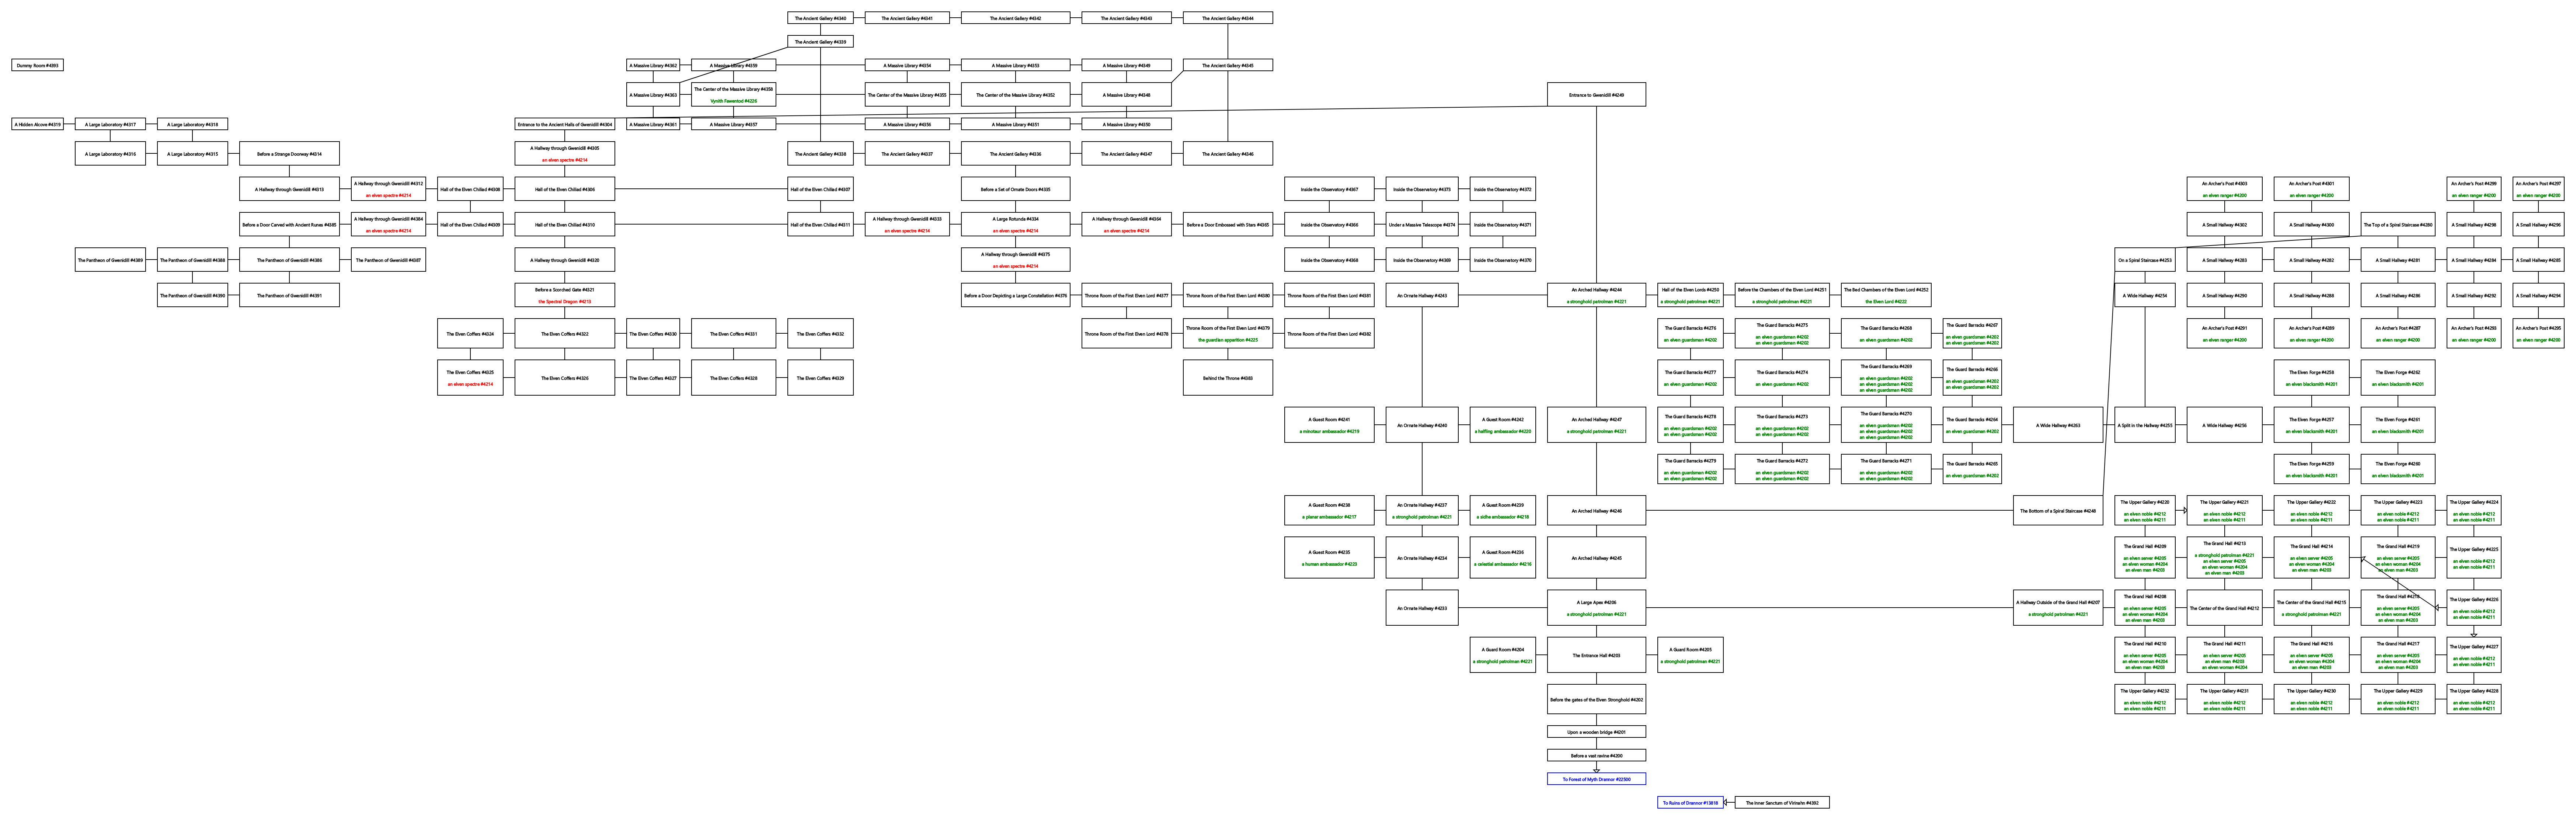 The Ancient Gallery #4340
The Ancient Gallery #4341
The Ancient Gallery #4342
The Ancient Gallery #4343
The Ancient Gallery #4344
The Ancient Gallery #4339
Dummy Room #4393
A Massive Library #4362
A Massive Library #4359
A Massive Library #4354
A Massive Library #4353
A Massive Library #4349
The Ancient Gallery #4345
A Massive Library #4363
The Center of the Massive Library #4358
Vynith Fawentod #4226
The Center of the Massive Library #4355
The Center of the Massive Library #4352
A Massive Library #4348
Entrance to Gwenidill #4249
A Hidden Alcove #4319
A Large Laboratory #4317
A Large Laboratory #4318
Entrance to the Ancient Halls of Gwenidill #4304
A Massive Library #4361
A Massive Library #4357
A Massive Library #4356
A Massive Library #4351
A Massive Library #4350
A Large Laboratory #4316
A Large Laboratory #4315
Before a Strange Doorway #4314
A Hallway through Gwenidill #4305
an elven spectre #4214
The Ancient Gallery #4338
The Ancient Gallery #4337
The Ancient Gallery #4336
The Ancient Gallery #4347
The Ancient Gallery #4346
A Hallway through Gwenidill #4313
A Hallway through Gwenidill #4312
an elven spectre #4214
Hall of the Elven Chiliad #4308
Hall of the Elven Chiliad #4306
Hall of the Elven Chiliad #4307
Before a Set of Ornate Doors #4335
Inside the Observatory #4367
Inside the Observatory #4373
Inside the Observatory #4372
An Archer's Post #4303
an elven ranger #4200
An Archer's Post #4301
an elven ranger #4200
An Archer's Post #4299
an elven ranger #4200
An Archer's Post #4297
an elven ranger #4200
Before a Door Carved with Ancient Runes #4385
A Hallway through Gwenidill #4384
an elven spectre #4214
Hall of the Elven Chiliad #4309
Hall of the Elven Chiliad #4310
Hall of the Elven Chiliad #4311
A Hallway through Gwenidill #4333
an elven spectre #4214
A Large Rotunda #4334
an elven spectre #4214
A Hallway through Gwenidill #4364
an elven spectre #4214
Before a Door Embossed with Stars #4365
Inside the Observatory #4366
Under a Massive Telescope #4374
Inside the Observatory #4371
A Small Hallway #4302
A Small Hallway #4300
The Top of a Spiral Staircase #4280
A Small Hallway #4298
A Small Hallway #4296
The Pantheon of Gwenidill #4389
The Pantheon of Gwenidill #4388
The Pantheon of Gwenidill #4386
The Pantheon of Gwenidill #4387
A Hallway through Gwenidill #4320
A Hallway through Gwenidill #4375
an elven spectre #4214
Inside the Observatory #4368
Inside the Observatory #4369
Inside the Observatory #4370
On a Spiral Staircase #4253
A Small Hallway #4283
A Small Hallway #4282
A Small Hallway #4281
A Small Hallway #4284
A Small Hallway #4285
The Pantheon of Gwenidill #4390
The Pantheon of Gwenidill #4391
Before a Scorched Gate #4321
the Spectral Dragon #4213
Before a Door Depicting a Large Constellation #4376
Throne Room of the First Elven Lord #4377
Throne Room of the First Elven Lord #4380
Throne Room of the First Elven Lord #4381
An Ornate Hallway #4243
An Arched Hallway #4244
a stronghold patrolman #4221
Hall of the Elven Lords #4250
a stronghold patrolman #4221
Before the Chambers of the Elven Lord #4251
a stronghold patrolman #4221
The Bed Chambers of the Elven Lord #4252
the Elven Lord #4222
A Wide Hallway #4254
A Small Hallway #4290
A Small Hallway #4288
A Small Hallway #4286
A Small Hallway #4292
A Small Hallway #4294
The Elven Coffers #4324
The Elven Coffers #4322
The Elven Coffers #4330
The Elven Coffers #4331
The Elven Coffers #4332
Throne Room of the First Elven Lord #4378
Throne Room of the First Elven Lord #4379
the guardian apparition #4225
Throne Room of the First Elven Lord #4382
The Guard Barracks #4276
an elven guardsman #4202
The Guard Barracks #4275
an elven guardsman #4202
an elven guardsman #4202
The Guard Barracks #4268
an elven guardsman #4202
The Guard Barracks #4267
an elven guardsman #4202
an elven guardsman #4202
An Archer's Post #4291
an elven ranger #4200
An Archer's Post #4289
an elven ranger #4200
An Archer's Post #4287
an elven ranger #4200
An Archer's Post #4293
an elven ranger #4200
An Archer's Post #4295
an elven ranger #4200
The Elven Coffers #4325
an elven spectre #4214
The Elven Coffers #4326
The Elven Coffers #4327
The Elven Coffers #4328
The Elven Coffers #4329
Behind the Throne #4383
The Guard Barracks #4277
an elven guardsman #4202
The Guard Barracks #4274
an elven guardsman #4202
The Guard Barracks #4269
an elven guardsman #4202
an elven guardsman #4202
an elven guardsman #4202
The Guard Barracks #4266
an elven guardsman #4202
an elven guardsman #4202
The Elven Forge #4258
an elven blacksmith #4201
The Elven Forge #4262
an elven blacksmith #4201
A Guest Room #4241
a minotaur ambassador #4219
An Ornate Hallway #4240
A Guest Room #4242
a halfling ambassador #4220
An Arched Hallway #4247
a stronghold patrolman #4221
The Guard Barracks #4278
an elven guardsman #4202
an elven guardsman #4202
The Guard Barracks #4273
an elven guardsman #4202
an elven guardsman #4202
The Guard Barracks #4270
an elven guardsman #4202
an elven guardsman #4202
an elven guardsman #4202
The Guard Barracks #4264
an elven guardsman #4202
A Wide Hallway #4263
A Split in the Hallway #4255
A Wide Hallway #4256
The Elven Forge #4257
an elven blacksmith #4201
The Elven Forge #4261
an elven blacksmith #4201
The Guard Barracks #4279
an elven guardsman #4202
an elven guardsman #4202
The Guard Barracks #4272
an elven guardsman #4202
an elven guardsman #4202
The Guard Barracks #4271
an elven guardsman #4202
an elven guardsman #4202
The Guard Barracks #4265
an elven guardsman #4202
The Elven Forge #4259
an elven blacksmith #4201
The Elven Forge #4260
an elven blacksmith #4201
A Guest Room #4238
a planar ambassador #4217
An Ornate Hallway #4237
a stronghold patrolman #4221
A Guest Room #4239
a sidhe ambassador #4218
An Arched Hallway #4246
The Bottom of a Spiral Staircase #4248
The Upper Gallery #4220
an elven noble #4212
an elven noble #4211
The Upper Gallery #4221
an elven noble #4212
an elven noble #4211
The Upper Gallery #4222
an elven noble #4212
an elven noble #4211
The Upper Gallery #4223
an elven noble #4212
an elven noble #4211
The Upper Gallery #4224
an elven noble #4212
an elven noble #4211
A Guest Room #4235
a human ambassador #4223
An Ornate Hallway #4234
A Guest Room #4236
a celestial ambassador #4216
An Arched Hallway #4245
The Grand Hall #4209
an elven server #4205
an elven woman #4204
an elven man #4203
The Grand Hall #4213
a stronghold patrolman #4221
an elven server #4205
an elven woman #4204
an elven man #4203
The Grand Hall #4214
an elven server #4205
an elven woman #4204
an elven man #4203
The Grand Hall #4219
an elven server #4205
an elven woman #4204
an elven man #4203
The Upper Gallery #4225
an elven noble #4212
an elven noble #4211
An Ornate Hallway #4233
A Large Apex #4206
a stronghold patrolman #4221
A Hallway Outside of the Grand Hall #4207
a stronghold patrolman #4221
The Grand Hall #4208
an elven server #4205
an elven woman #4204
an elven man #4203
The Center of the Grand Hall #4212
The Center of the Grand Hall #4215
a stronghold patrolman #4221
The Grand Hall #4218
an elven server #4205
an elven woman #4204
an elven man #4203
The Upper Gallery #4226
an elven noble #4212
an elven noble #4211
A Guard Room #4204
a stronghold patrolman #4221
The Entrance Hall #4203
A Guard Room #4205
a stronghold patrolman #4221
The Grand Hall #4210
an elven server #4205
an elven woman #4204
an elven man #4203
The Grand Hall #4211
an elven server #4205
an elven man #4203
an elven woman #4204
The Grand Hall #4216
an elven server #4205
an elven woman #4204
an elven man #4203
The Grand Hall #4217
an elven server #4205
an elven woman #4204
an elven man #4203
The Upper Gallery #4227
an elven noble #4212
an elven noble #4211
Before the gates of the Elven Stronghold #4202
The Upper Gallery #4232
an elven noble #4212
an elven noble #4211
The Upper Gallery #4231
an elven noble #4212
an elven noble #4211
The Upper Gallery #4230
an elven noble #4212
an elven noble #4211
The Upper Gallery #4229
an elven noble #4212
an elven noble #4211
The Upper Gallery #4228
an elven noble #4212
an elven noble #4211
Upon a wooden bridge #4201
Before a vast ravine #4200
To Forest of Myth Drannor #22500
To Ruins of Drannor #13818
The Inner Sanctum of Virinahn #4392